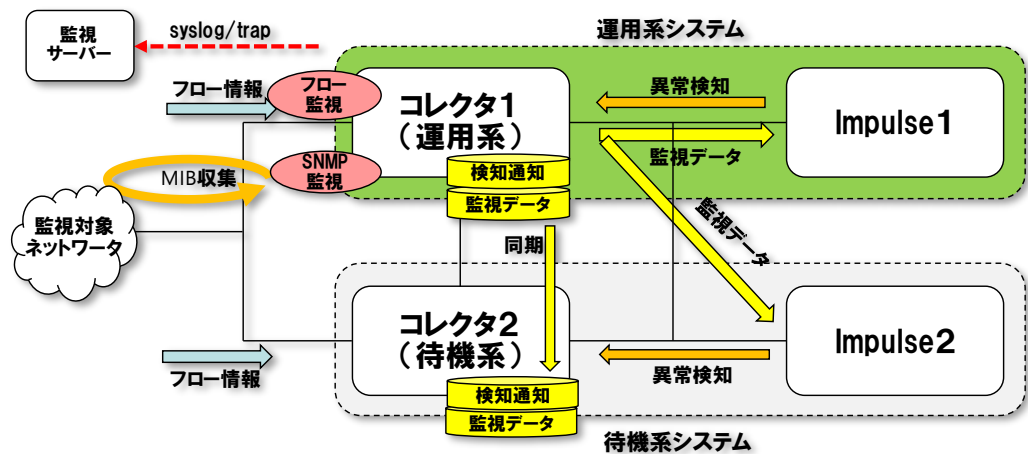 監視
サーバー
syslog/trap
運用系システム
フロー情報
フロー
監視
コレクタ1
(運用系)
異常検知
Impulse1
監視データ
SNMP
監視
MIB収集
検知通知
監視データ
監視対象
ネットワーク
同期
監視データ
コレクタ2
(待機系)
Impulse2
フロー情報
異常検知
検知通知
監視データ
待機系システム